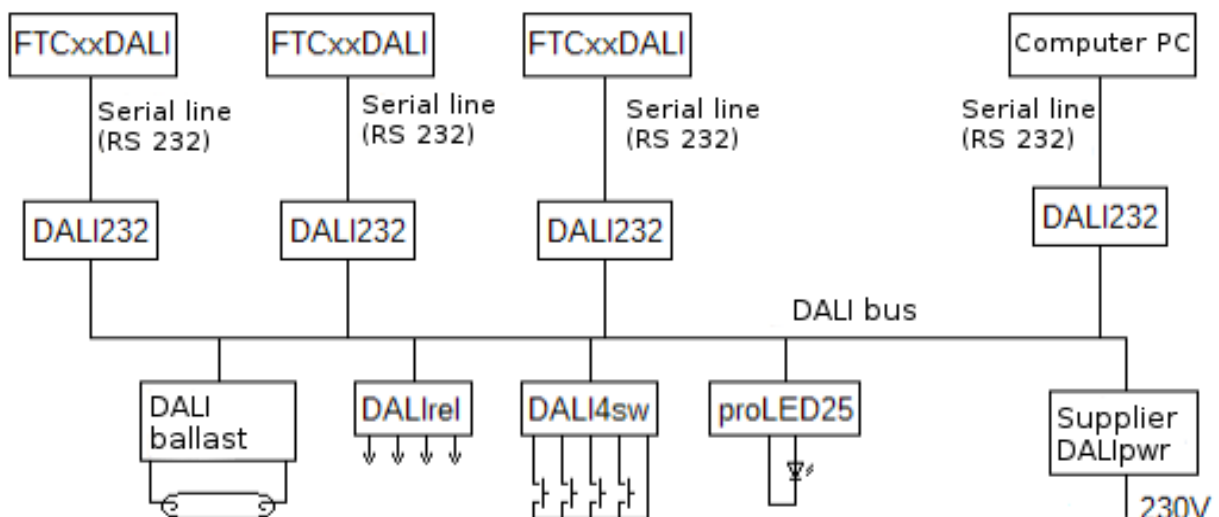 FTCxxDALI
FTCxxDALI
FTCxxDALI
Computer PC
Serial line
(RS 232)
Serial line
(RS 232)
Serial line
(RS 232)
Serial line
(RS 232)
DALI232
DALI232
DALI232
DALI232
DALI bus
DALI
ballast
DALIrel
DALI4sw
proLED25
Supplier
DALIpwr
230V